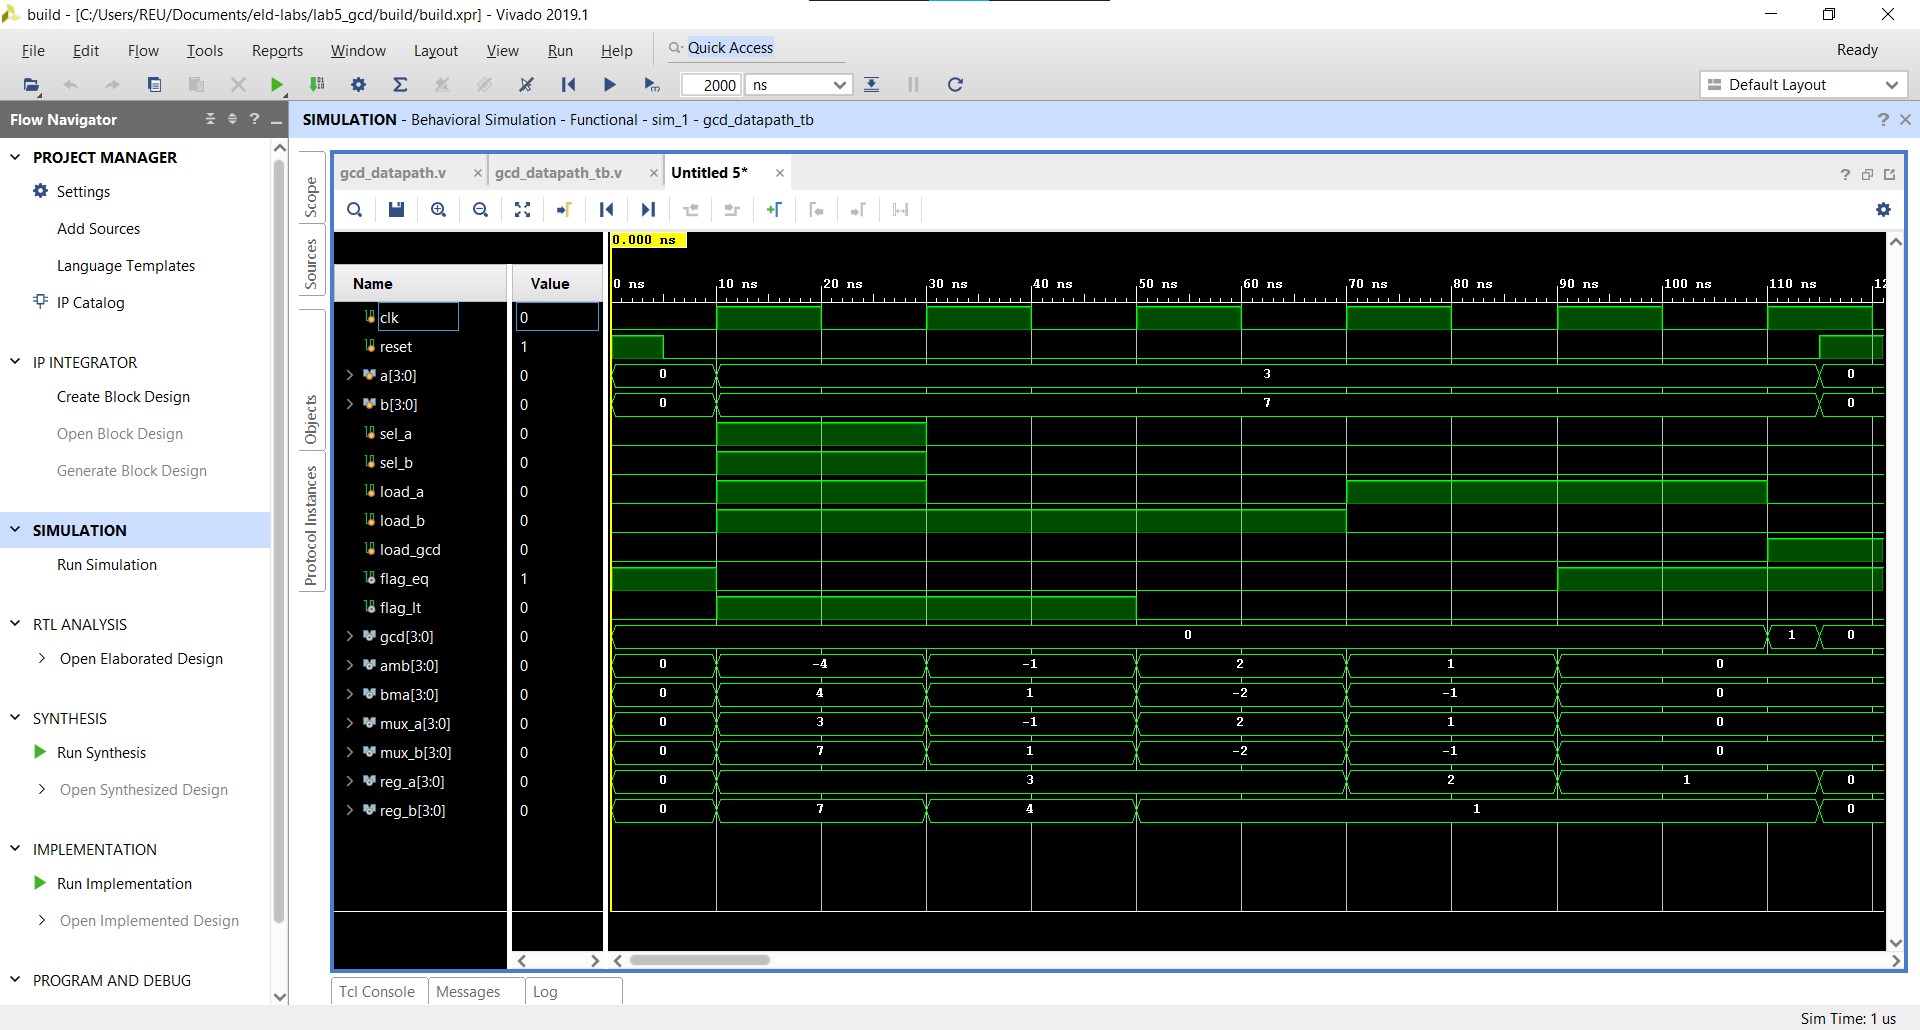 build - [C:/Users/REU/Documents/eld-labs/lab5_gcd/build/build.xpr] - Vivado 2019.1
File Edit Flow Tools Reports Window Layout View Run Help Quick Access Ready
2000 ns Default Layout
Flow Navigator
PROJECT MANAGER
Settings
Add Sources
Language Templates
IP Catalog
IP INTEGRATOR
Create Block Design
Open Block Design
Generate Block Design
SIMULATION
Run Simulation
RTL ANALYSIS
Open Elaborated Design
SYNTHESIS
Run Synthesis
Open Synthesized Design
IMPLEMENTATION
Run Implementation
Open Implemented Design
PROGRAM AND DEBUG
SIMULATION - Behavioral Simulation - Functional - sim_1 - gcd_datapath_tb
Scope
Sources
Objects
Protocol Instances
gcd_datapath.v gcd_datapath_tb.v Untitled 5*
0.000 ns
Name Value 0 ns 10 ns 20 ns 30 ns 40 ns 50 ns 60 ns 70 ns 80 ns 90 ns 100 ns 110 ns
clk 0
reset 1
a[3:0] 0 0 3 0
b[3:0] 0 0 7 0
sel_a 0
sel_b 0
load_a 0
load_b 0
load_gcd 0
flag_eq 1
flag_lt 0
gcd[3:0] 0 0 1 0
amb[3:0] 0 0 -4 -1 2 1 0
bma[3:0] 0 0 4 1 -2 -1 0
mux_a[3:0] 0 0 3 -1 2 1 0
mux_b[3:0] 0 0 7 1 -2 -1 0
reg_a[3:0] 0 0 3 2 1 0
reg_b[3:0] 0 0 7 4 1 0
Tcl Console Messages Log
Sim Time: 1 us